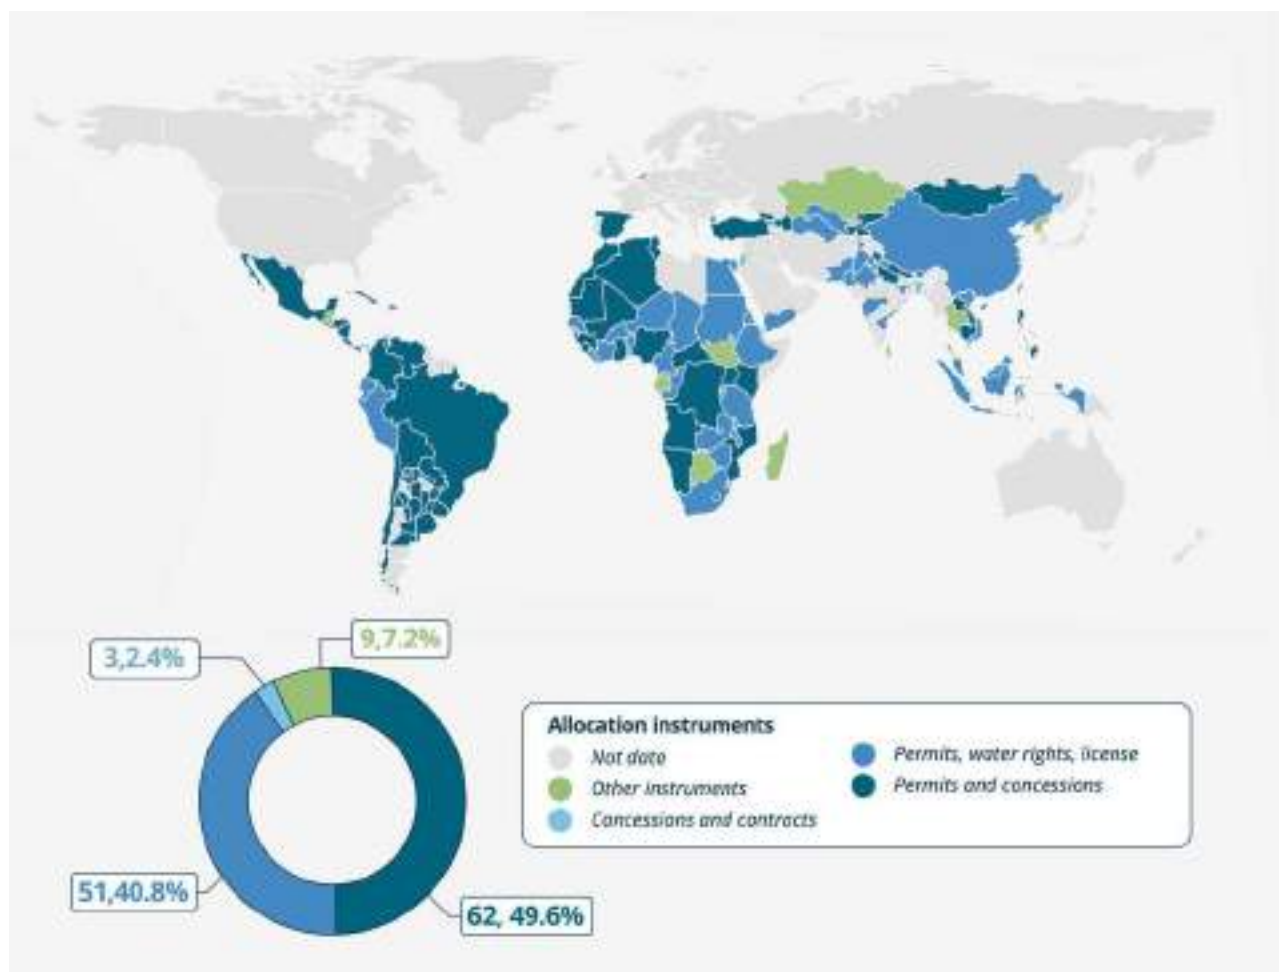 9,7.2%
3,2.4%
51,40.8%
62, 49.6%
Allocation instruments
Not data
Other instruments
Concessions and contracts
Permits, water rights, license
Permits and concessions